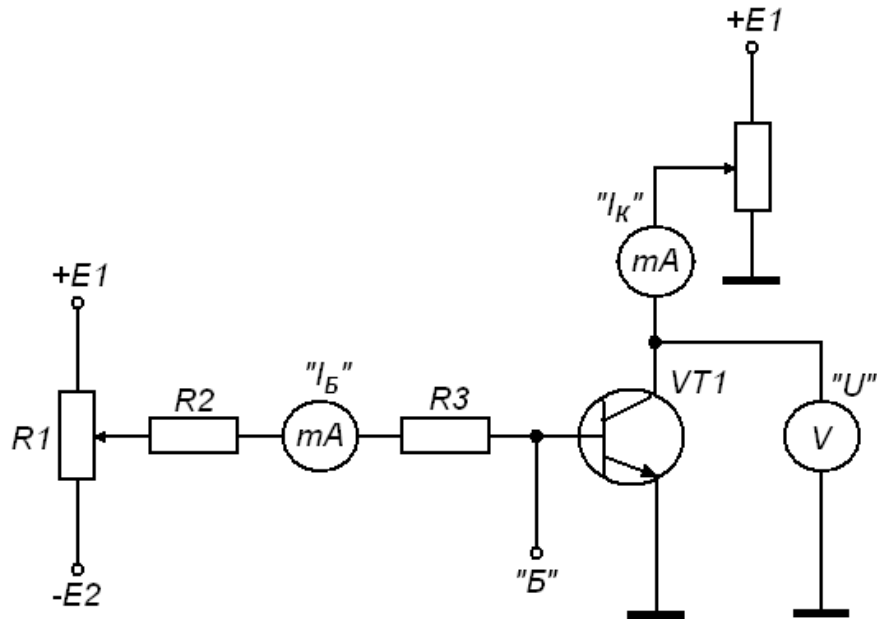 +E1
"IК"
mA
+E1
"IБ"
R2
R3
VT1
"U"
R1
mA
V
-E2
"Б"